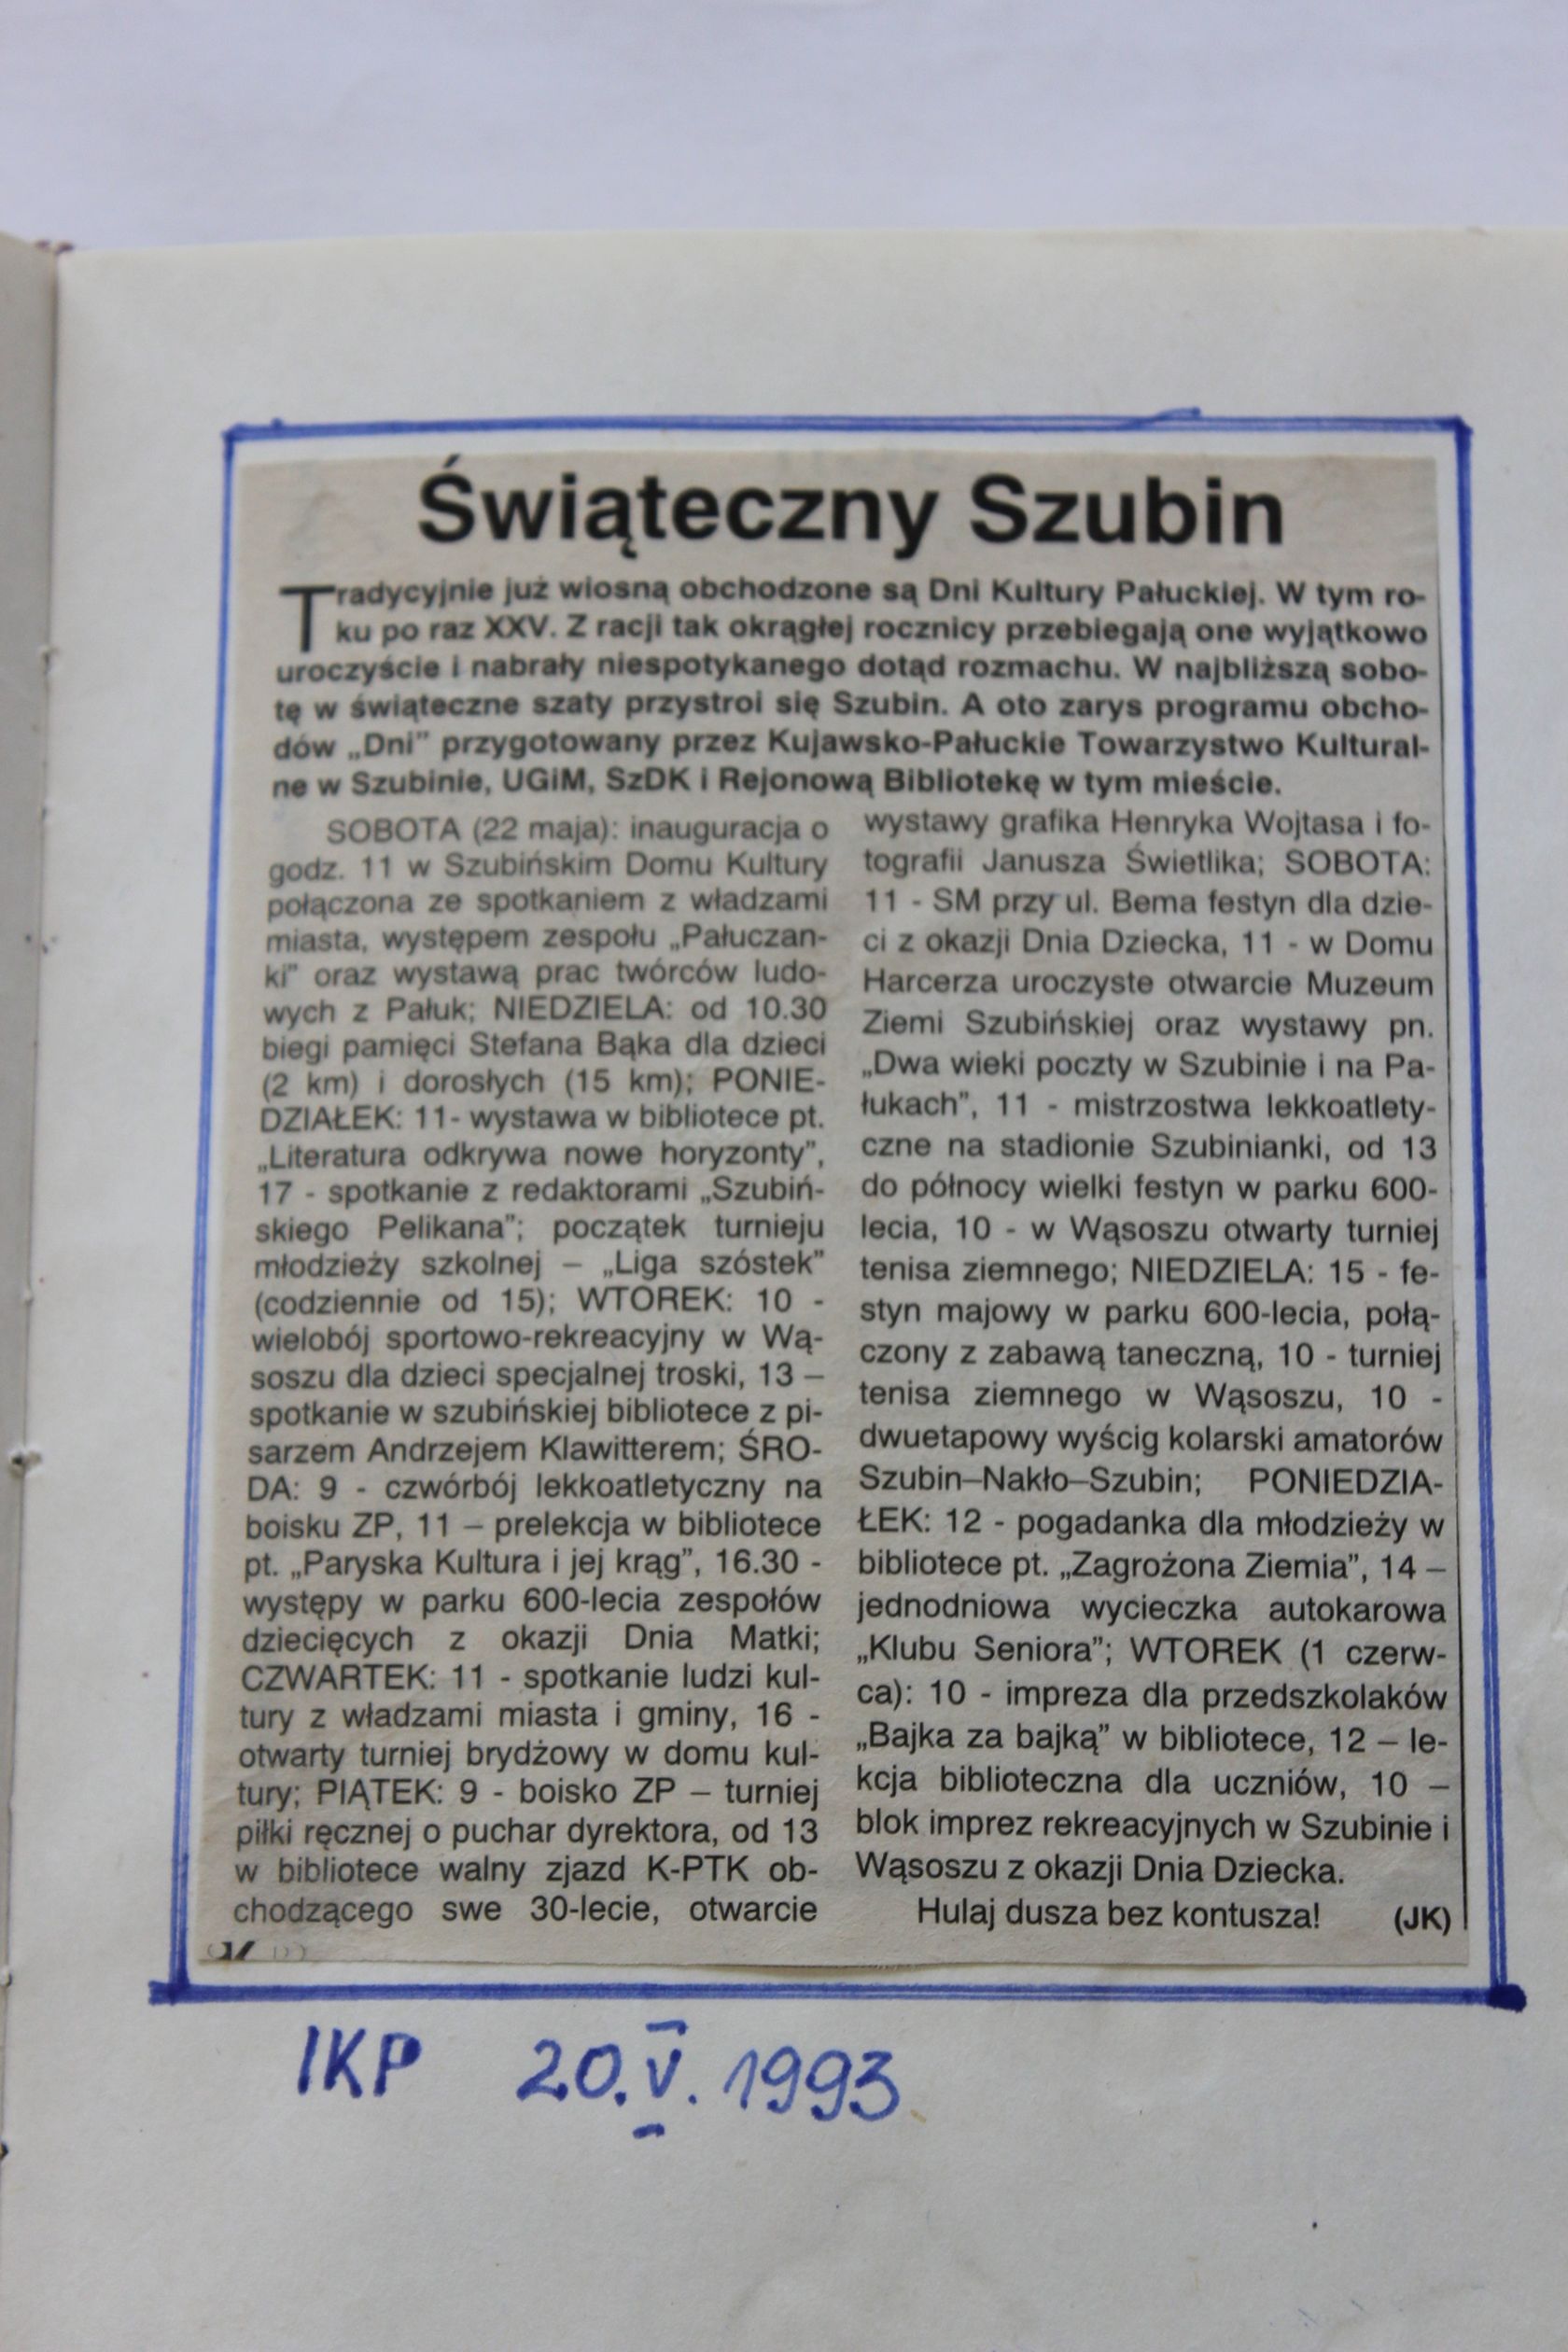 Świąteczny Szubin
Tradycyjnie już wiosną obchodzone są Dni Kultury Pałuckiej. W tym ro-
ku po raz XXV. Z racji tak okrągłej rocznicy przebiegają one wyjątkowo
uroczyście i nabrały niespotykanego dotąd rozmachu. W najbliższą sobo-
tę w świąteczne szaty przystroi się Szubin. A oto zarys programu obcho-
dów „Dni” przygotowany przez Kujawsko-Pałuckie Towarzystwo Kultural-
ne w Szubinie, UGiM, SzDK i Rejonową Bibliotekę w tym mieście.
SOBOTA (22 maja): inauguracja o
godz. 11 w Szubińskim Domu Kultury
połączona ze spotkaniem z władzami
miasta, występem zespołu „Pałuczan-
ki” oraz wystawą prac twórców ludo-
wych z Pałuk; NIEDZIELA: od 10.30
biegi pamięci Stefana Bąka dla dzieci
(2 km) i dorosłych (15 km); PONIE-
DZIAŁEK: 11- wystawa w bibliotece pt.
„Literatura odkrywa nowe horyzonty”,
17 - spotkanie z redaktorami „Szubiń-
skiego Pelikana”; początek turnieju
młodzieży szkolnej – „Liga szóstek”
(codziennie od 15); WTOREK: 10 -
wielobój sportowo-rekreacyjny w Wą-
soszu dla dzieci specjalnej troski, 13 –
spotkanie w szubińskiej bibliotece z pi-
sarzem Andrzejem Klawitterem; ŚRO-
DA: 9 - czwórbój lekkoatletyczny na
boisku ZP, 11 – prelekcja w bibliotece
pt. „Paryska Kultura i jej krąg”, 16.30 -
występy w parku 600-lecia zespołów
dziecięcych z okazji Dnia Matki;
CZWARTEK: 11 - spotkanie ludzi kul-
tury z władzami miasta i gminy, 16 -
otwarty turniej brydżowy w domu kul-
tury; PIĄTEK: 9 - boisko ZP – turniej
piłki ręcznej o puchar dyrektora, od 13
w bibliotece walny zjazd K-PTK ob-
chodzącego swe 30-lecie, otwarcie
wystawy grafika Henryka Wojtasa i fo-
tografii Janusza Świetlika; SOBOTA:
11 - SM przy ul. Bema festyn dla dzie-
ci z okazji Dnia Dziecka, 11 - w Domu
Harcerza uroczyste otwarcie Muzeum
Ziemi Szubińskiej oraz wystawy pn.
„Dwa wieki poczty w Szubinie i na Pa-
łukach”, 11 - mistrzostwa lekkoatlety-
czne na stadionie Szubinianki, od 13
do północy wielki festyn w parku 600-
lecia, 10 - w Wąsoszu otwarty turniej
tenisa ziemnego; NIEDZIELA: 15 - fe-
styn majowy w parku 600-lecia, połą-
czony z zabawą taneczną, 10 - turniej
tenisa ziemnego w Wąsoszu, 10 -
dwuetapowy wyścig kolarski amatorów
Szubin–Nakło–Szubin; PONIEDZIA-
ŁEK: 12 - pogadanka dla młodzieży w
bibliotece pt. „Zagrożona Ziemia”, 14 –
jednodniowa wycieczka autokarowa
„Klubu Seniora”; WTOREK (1 czerw-
ca): 10 - impreza dla przedszkolaków
„Bajka za bajką” w bibliotece, 12 – le-
kcja biblioteczna dla uczniów, 10 –
blok imprez rekreacyjnych w Szubinie i
Wąsoszu z okazji Dnia Dziecka.
Hulaj dusza bez kontusza! (JK)
IKP 20.V.1993